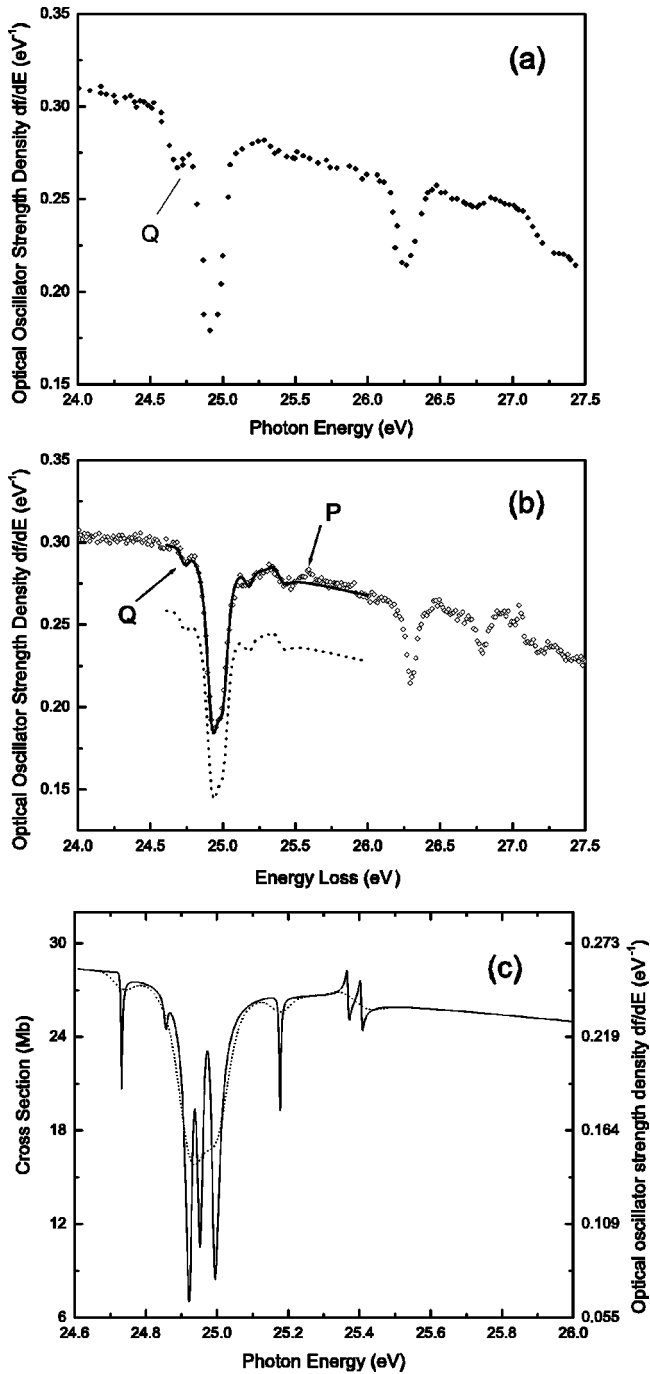 (a)
Optical Oscillator Strength Density df/dE (eV⁻¹)
0.35
0.30
0.25
0.20
0.15
Q
24.0 24.5 25.0 25.5 26.0 26.5 27.0 27.5
Photon Energy (eV)
(b)
Optical Oscillator Strength Density df/dE (eV⁻¹)
0.35
0.30
0.25
0.20
0.15
P
Q
24.0 24.5 25.0 25.5 26.0 26.5 27.0 27.5
Energy Loss (eV)
(c)
Cross Section (Mb)
30
24
18
12
6
0.273
0.219
0.164
0.109
0.055
Optical oscillator strength density df/dE (eV⁻¹)
24.6 24.8 25.0 25.2 25.4 25.6 25.8 26.0
Photon Energy (eV)